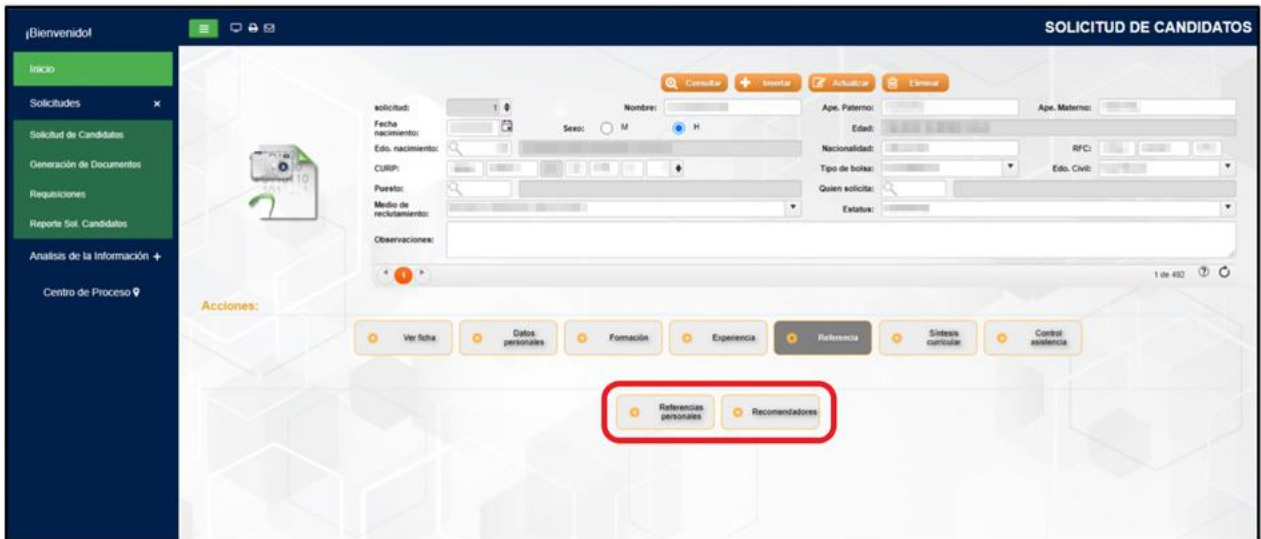 ¡Bienvenido!
SOLICITUD DE CANDIDATOS
Inicio
Solicitudes ×
Solicitud de Candidatos
Generación de Documentos
Requisiciones
Reporte Sol. Candidatos
Analisis de la Información +
Centro de Proceso
Consultar Insertar Actualizar Eliminar
solicitud: 1 Nombre: Ape. Paterno: Ape. Materno:
Fecha nacimiento: Sexo: M H Edad:
Edo. nacimiento: Nacionalidad: RFC:
CURP: Tipo de bolsa: Edo. Civil:
Puesto: Quien solicita:
Medio de reclutamiento: Estatus:
Observaciones:
1 1 de 492
Acciones:
Ver ficha Datos personales Formación Experiencia Referencia Síntesis curricular Control asistencia
Referencias personales Recomendadores